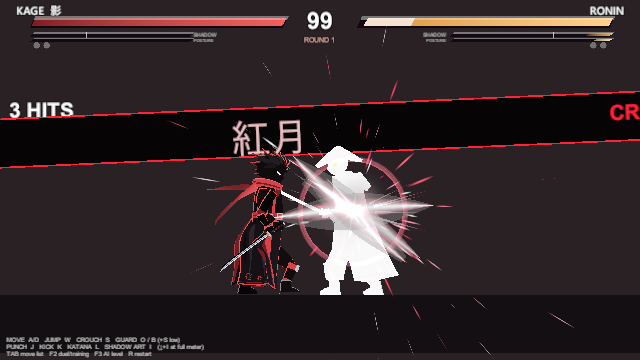 KAGE 影
99
RONIN
SHADOW
POSTURE
ROUND 1
SHADOW
POSTURE
3 HITS
CR
紅月
MOVE A/D JUMP W CROUCH S GUARD O / B (+S low)
PUNCH J KICK K KATANA L SHADOW ART I (↓+I at full meter)
TAB move list F2 duel/training F3 AI level R restart